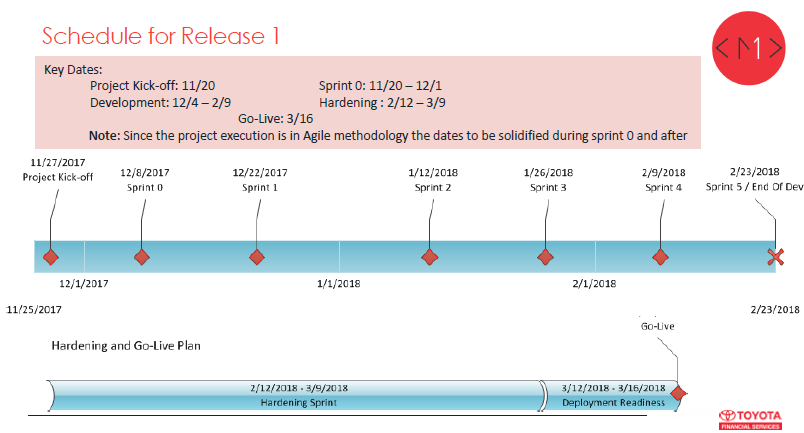 Schedule for Release 1
< M1 >
Key Dates:
Project Kick-off: 11/20 Sprint 0: 11/20 – 12/1
Development: 12/4 – 2/9 Hardening : 2/12 – 3/9
Go-Live: 3/16
Note: Since the project execution is in Agile methodology the dates to be solidified during sprint 0 and after
11/27/2017
Project Kick-off
12/8/2017
Sprint 0
12/22/2017
Sprint 1
1/12/2018
Sprint 2
1/26/2018
Sprint 3
2/9/2018
Sprint 4
2/23/2018
Sprint 5 / End Of Dev
12/1/2017
1/1/2018
2/1/2018
11/25/2017
2/23/2018
Go-Live
Hardening and Go-Live Plan
2/12/2018 - 3/9/2018
Hardening Sprint
3/12/2018 - 3/16/2018
Deployment Readiness
TOYOTA
FINANCIAL SERVICES